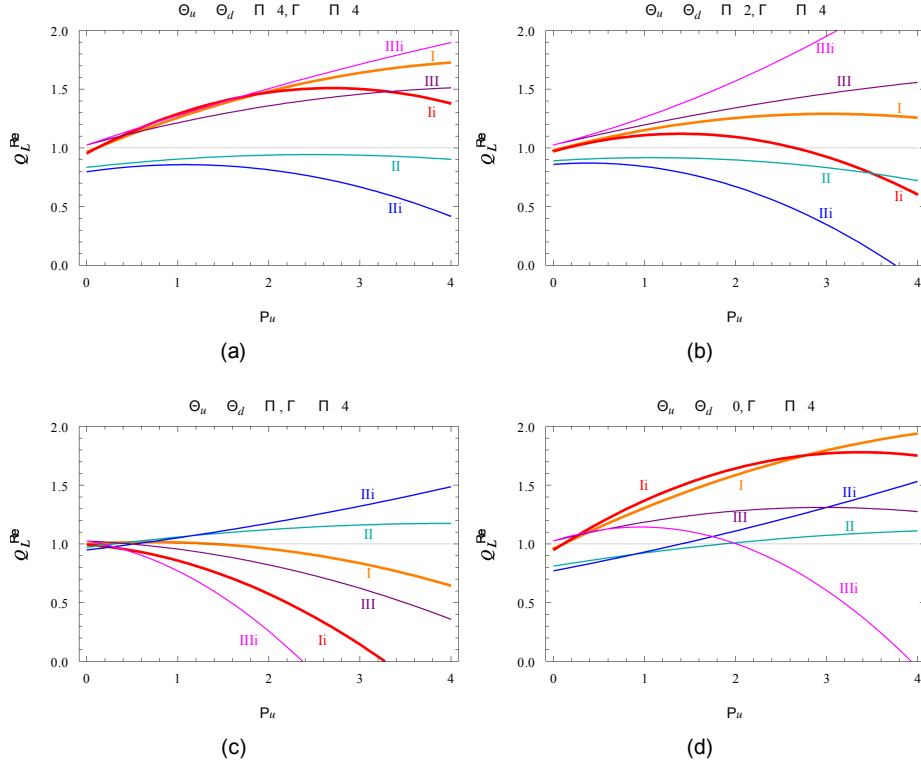 Θu Θd Π 4, Γ Π 4
Θu Θd Π 2, Γ Π 4
2.0
1.5
1.0
0.5
0.0
0 1 2 3 4
IIIi
I
III
Ii
II
IIi
Pu
(a)
2.0
1.5
1.0
0.5
0.0
0 1 2 3 4
IIIi
III
I
II
Ii
IIi
Pu
(b)
Θu Θd Π, Γ Π 4
Θu Θd 0, Γ Π 4
2.0
1.5
1.0
0.5
0.0
0 1 2 3 4
IIi
II
I
III
IIIi
Ii
Pu
(c)
2.0
1.5
1.0
0.5
0.0
0 1 2 3 4
Ii
I
IIi
III
II
IIIi
Pu
(d)